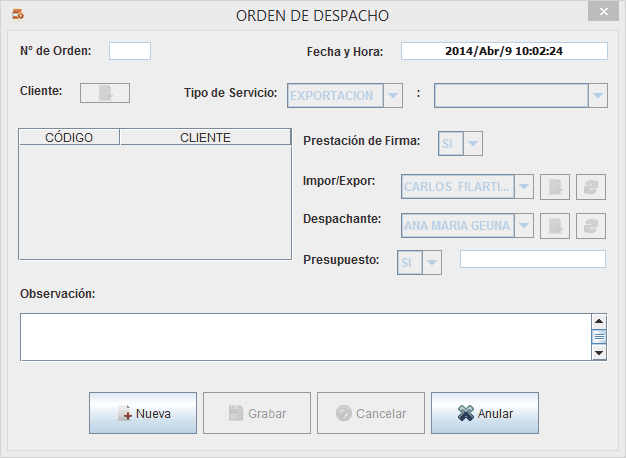 ORDEN DE DESPACHO
Nº de Orden:
Fecha y Hora: 2014/Abr/9 10:02:24
Cliente:
Tipo de Servicio: EXPORTACION :
CÓDIGO CLIENTE
Prestación de Firma: SI
Impor/Expor: CARLOS FILARTI...
Despachante: ANA MARIA GEUNA
Presupuesto: SI
Observación:
Nueva Grabar Cancelar Anular